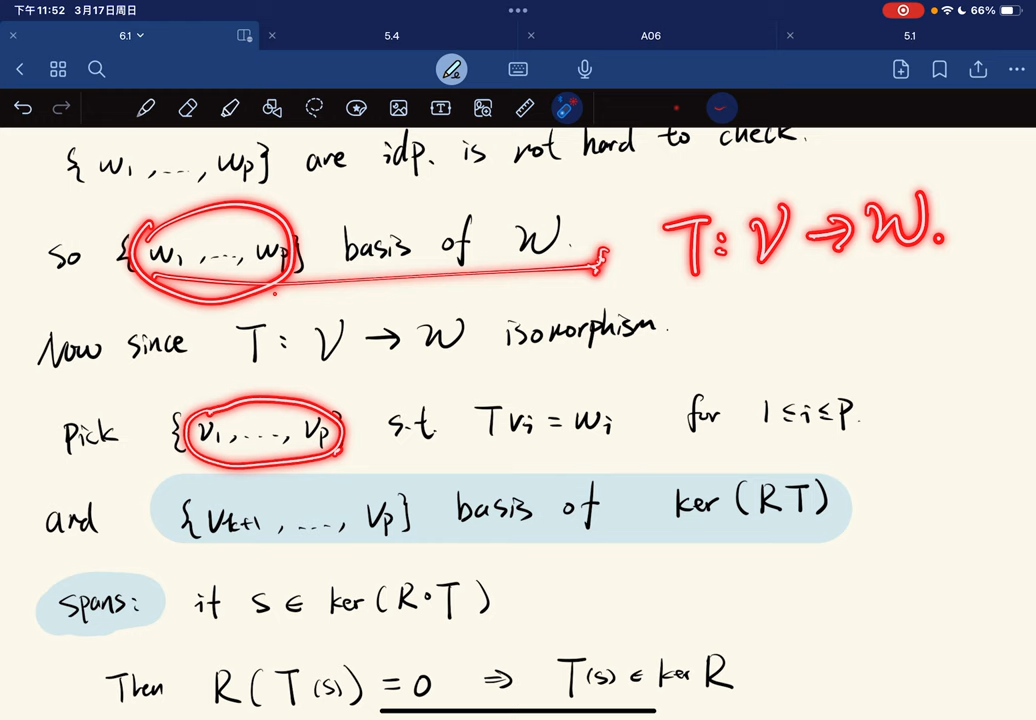 下午11:52 3月17日周日
66%
6.1 5.4 A06 5.1
{ w1 ,..., wp } are idp. is not hard to check.
so { w1 ,..., wp } basis of W.
T: V → W.
Now since T: V → W isomorphism.
pick { v1 ,..., vp } s.t. T vi = wi for 1 ≤ i ≤ p.
and { vk+1 , ..., vp } basis of ker (RT)
spans: if s ∈ ker ( R∘T )
Then R ( T(s) ) = 0 ⇒ T(s) ∈ ker R